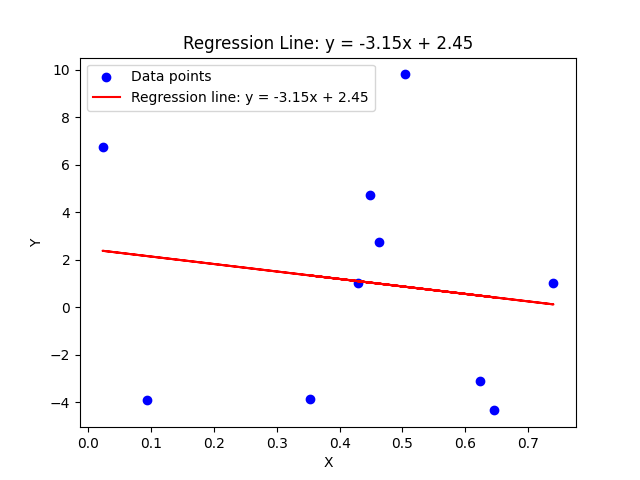 Regression Line: y = -3.15x + 2.45
Data points
Regression line: y = -3.15x + 2.45
10
8
6
4
2
0
−2
−4
Y
0.0 0.1 0.2 0.3 0.4 0.5 0.6 0.7
X